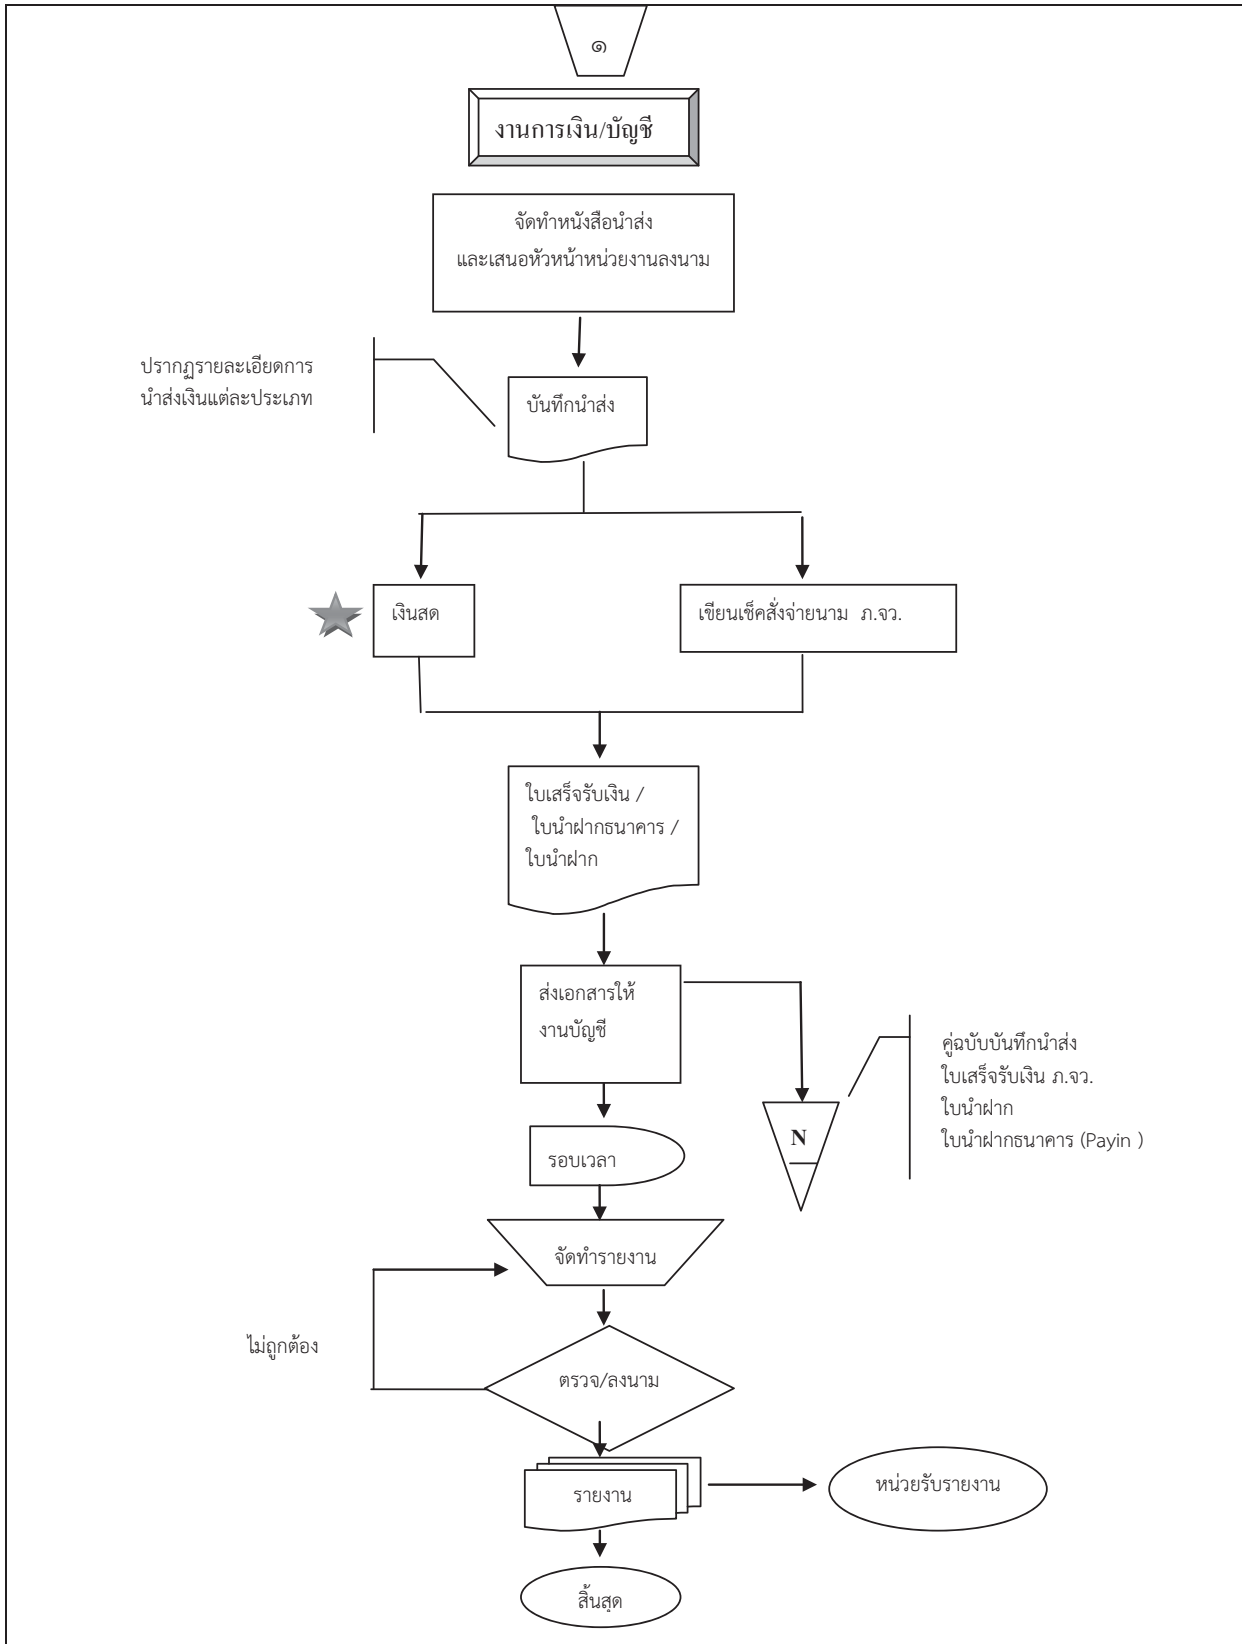 ๑
งานการเงิน/บัญชี
จัดทำหนังสือนำส่ง
และเสนอหัวหน้าหน่วยงานลงนาม
ปรากฏรายละเอียดการ
นำส่งเงินแต่ละประเภท
บันทึกนำส่ง
เงินสด
เขียนเช็คสั่งจ่ายนาม ภ.จว.
ใบเสร็จรับเงิน /
ใบนำฝากธนาคาร /
ใบนำฝาก
ส่งเอกสารให้
งานบัญชี
คู่ฉบับบันทึกนำส่ง
ใบเสร็จรับเงิน ภ.จว.
ใบนำฝาก
ใบนำฝากธนาคาร (Payin )
N
รอบเวลา
จัดทำรายงาน
ไม่ถูกต้อง
ตรวจ/ลงนาม
รายงาน
หน่วยรับรายงาน
สิ้นสุด